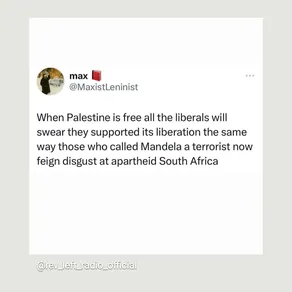 max
@MaxistLeninist
When Palestine is free all the liberals will
swear they supported its liberation the same
way those who called Mandela a terrorist now
feign disgust at apartheid South Africa
@rev_left_radio_official